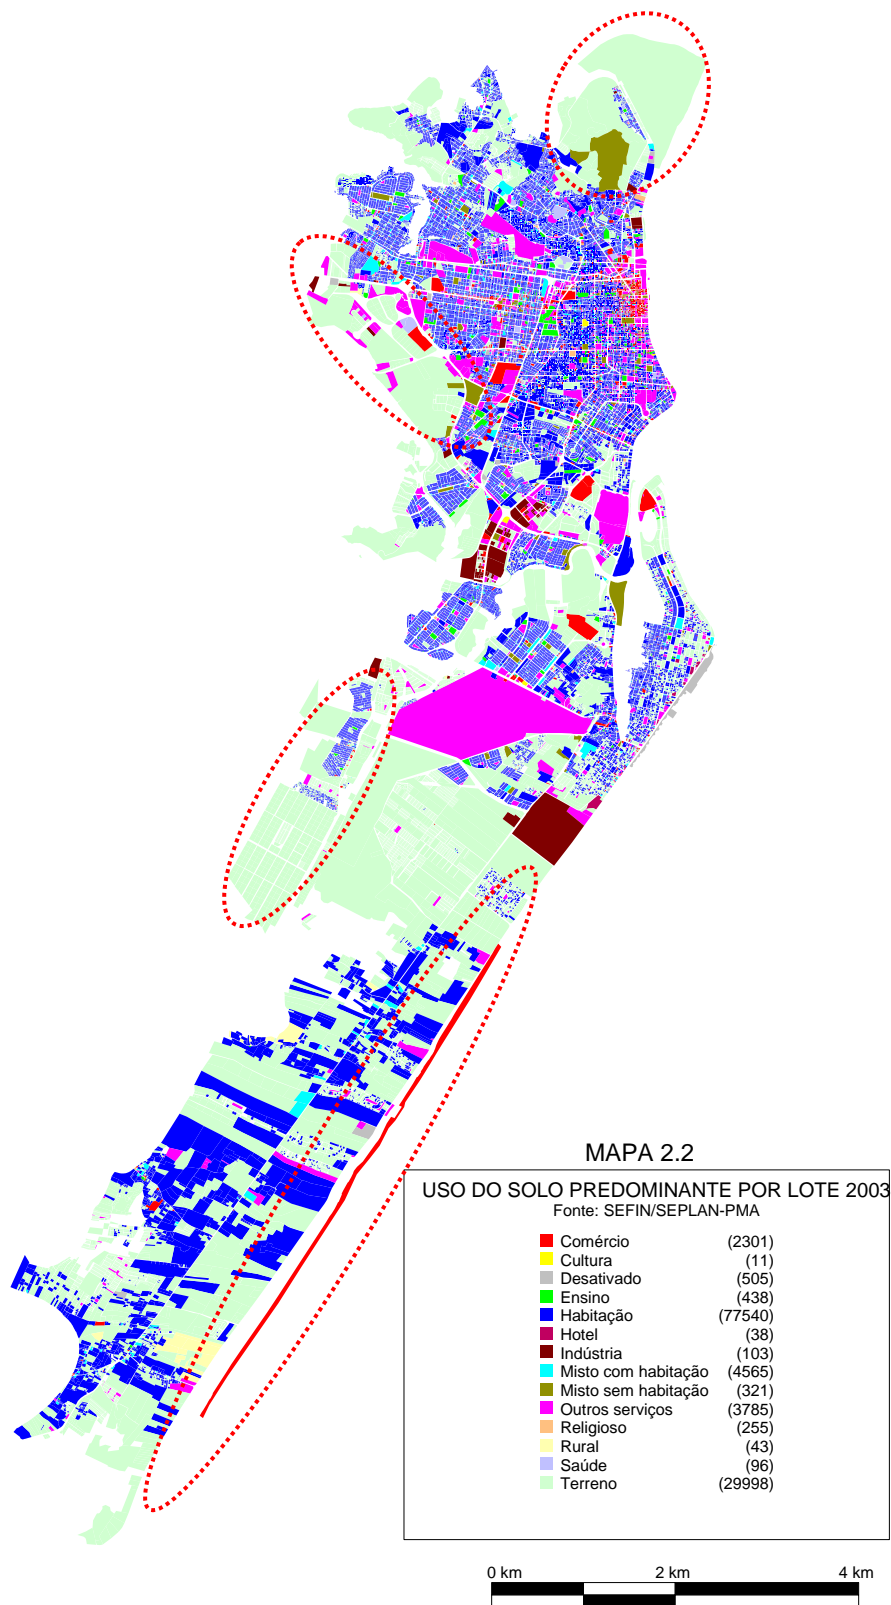 MAPA 2.2
USO DO SOLO PREDOMINANTE POR LOTE 2003
Fonte: SEFIN/SEPLAN-PMA
Comércio (2301)
Cultura (11)
Desativado (505)
Ensino (438)
Habitação (77540)
Hotel (38)
Indústria (103)
Misto com habitação (4565)
Misto sem habitação (321)
Outros serviços (3785)
Religioso (255)
Rural (43)
Saúde (96)
Terreno (29998)
0 km 2 km 4 km